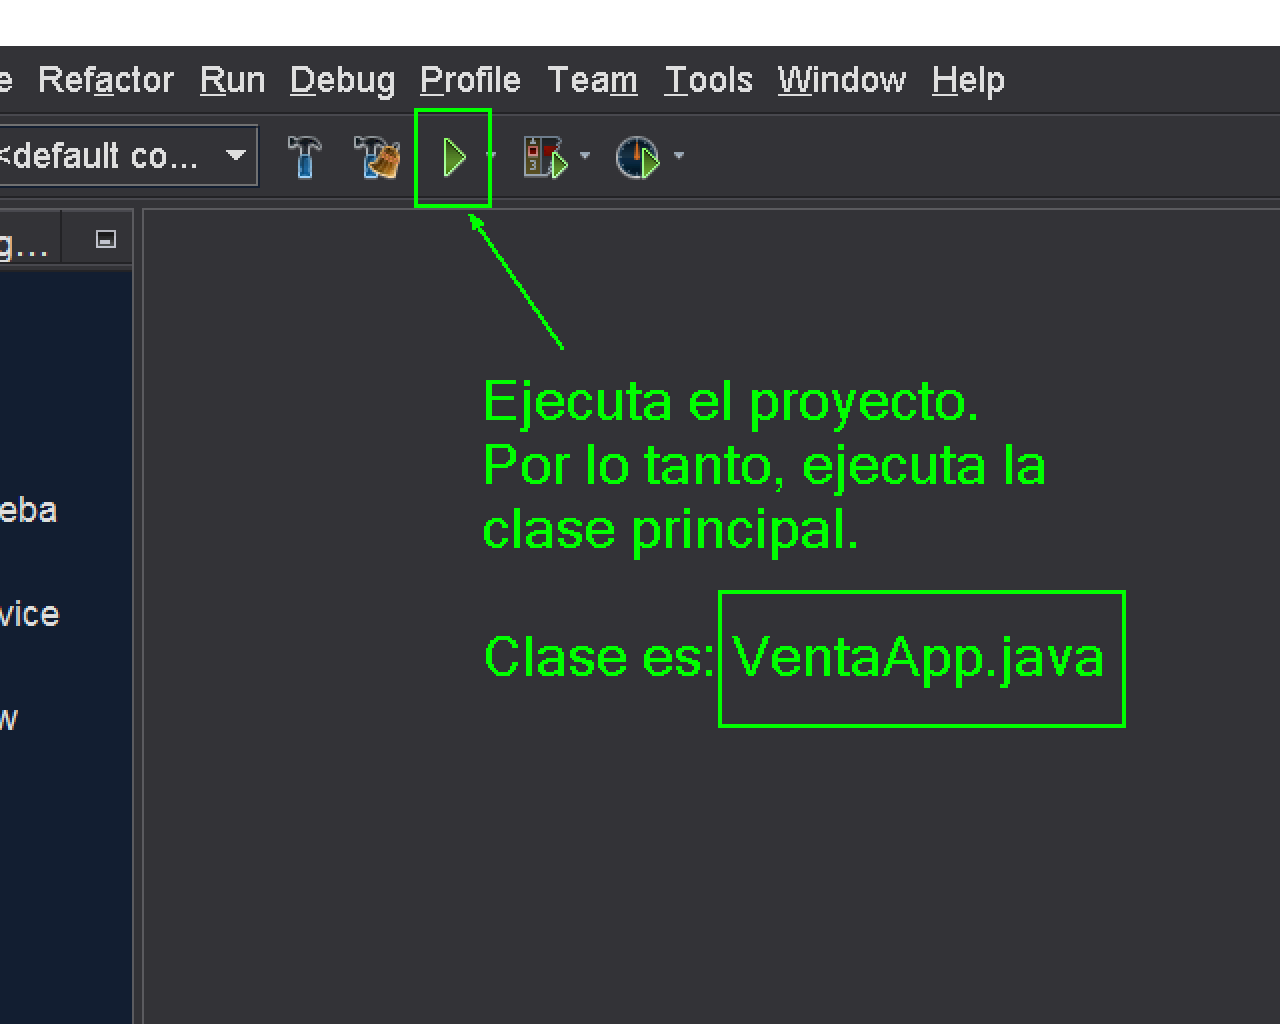 e Refactor Run Debug Profile Team Tools Window Help
<default co...
g...
eba
vice
w
Ejecuta el proyecto.
Por lo tanto, ejecuta la
clase principal.
Clase es: VentaApp.java